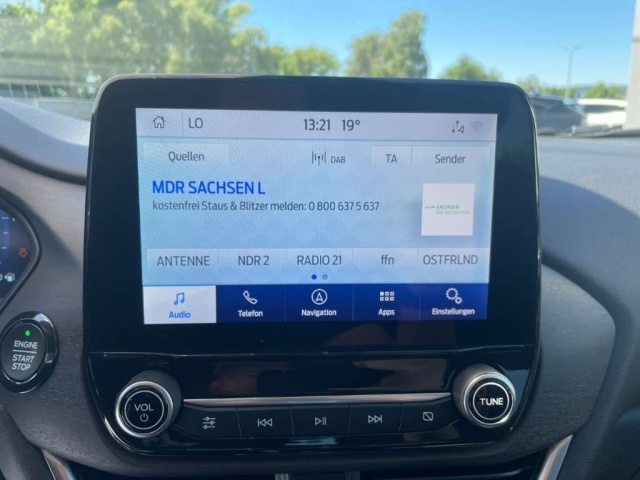 LO 13:21 19°
Quellen DAB TA Sender
MDR SACHSEN L
kostenfrei Staus & Blitzer melden: 0 800 637 5 637
SACHSEN
ANTENNE NDR 2 RADIO 21 ffn OSTFRLND
Audio Telefon Navigation Apps Einstellungen
ENGINE
START
STOP
VOL
TUNE